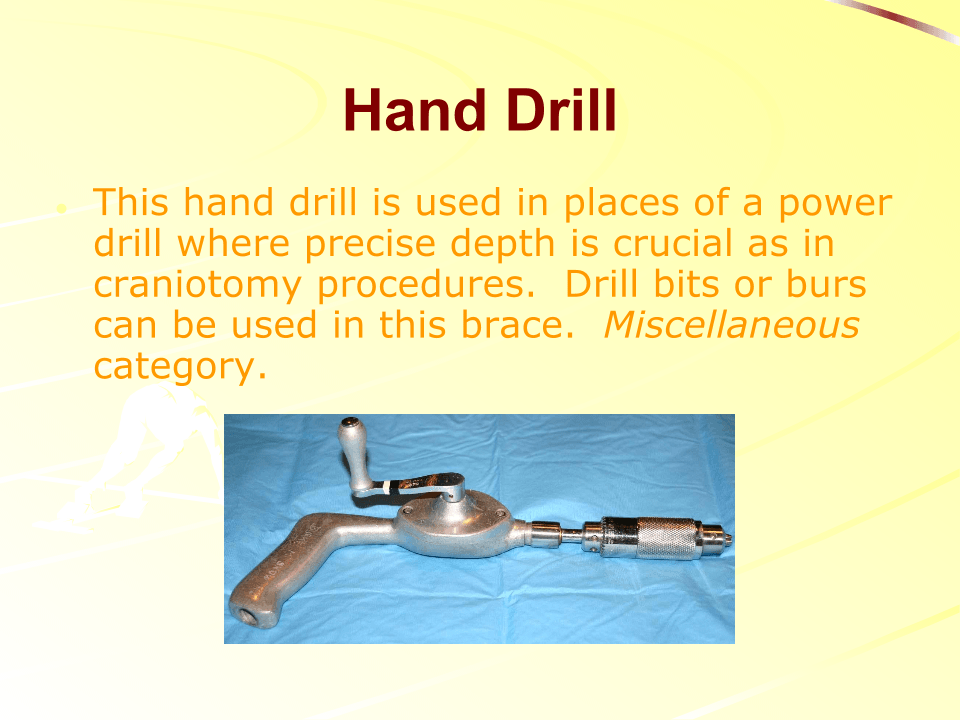 Hand Drill
• This hand drill is used in places of a power
drill where precise depth is crucial as in
craniotomy procedures.  Drill bits or burs
can be used in this brace.  Miscellaneous
category.